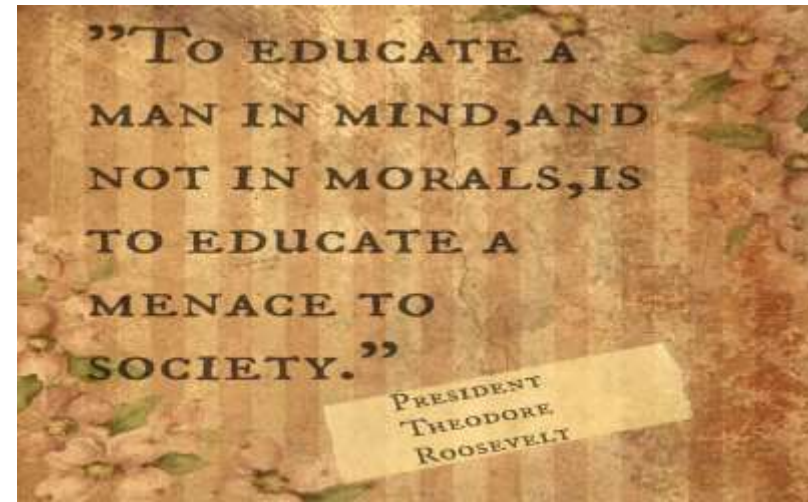 ”To educate a
man in mind,and
not in morals,is
to educate a
menace to
society.”
President
Theodore
Roosevelt